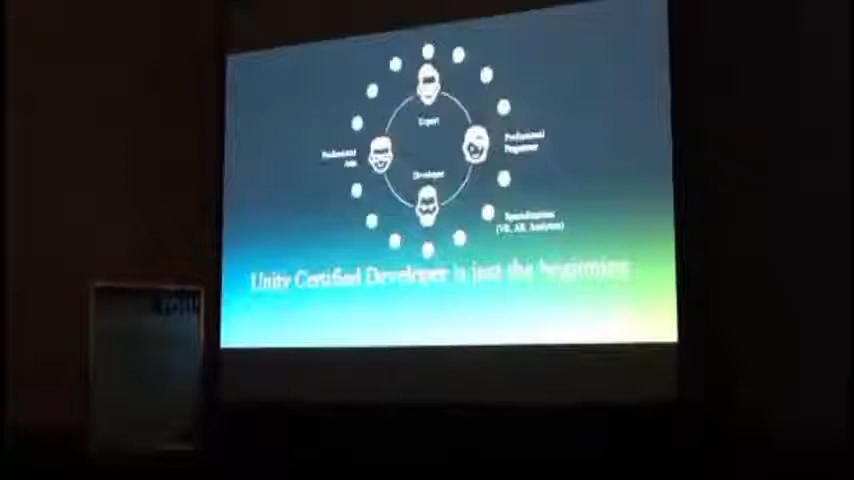 Expert
Professional
Artist
Professional
Programmer
Developer
Specializations
(VR, AR, Analytics)
Unity Certified Developer is just the beginning